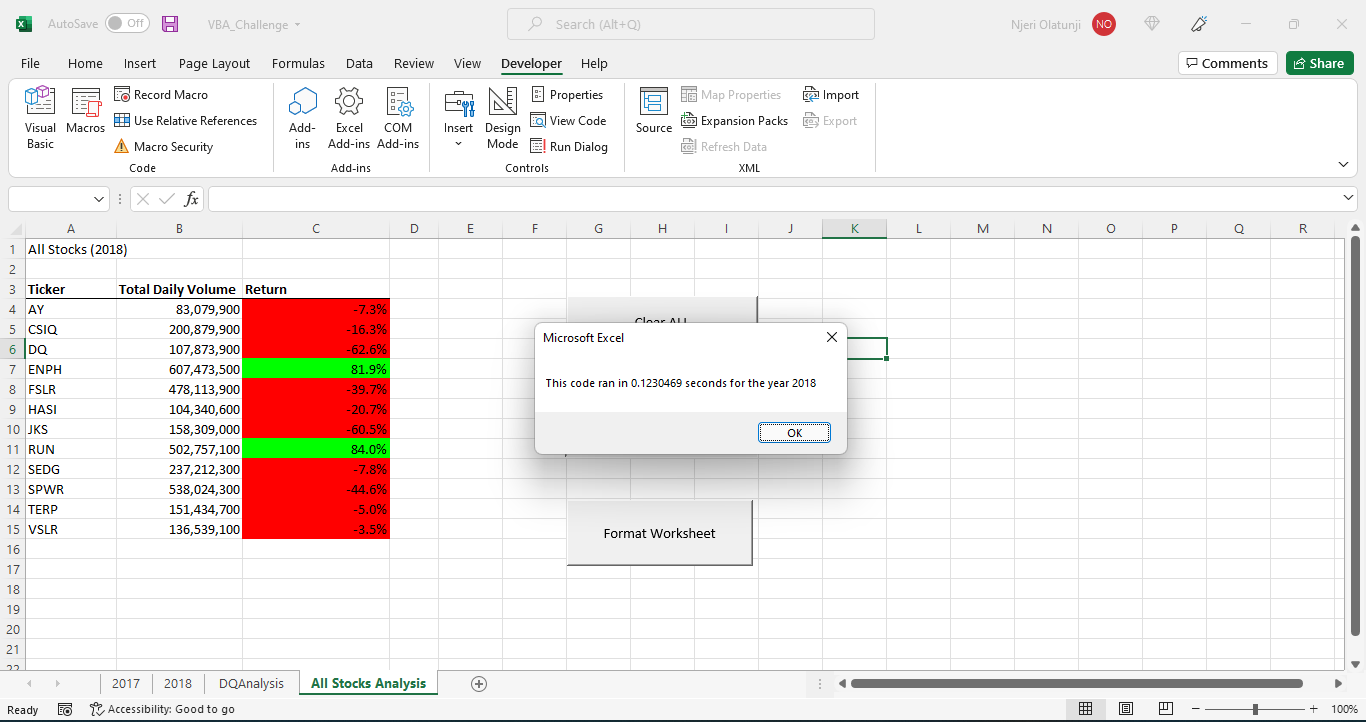 AutoSave Off VBA_Challenge Search (Alt+Q) Njeri Olatunji NO
File Home Insert Page Layout Formulas Data Review View Developer Help Comments Share
Visual Basic
Macros
Record Macro
Use Relative References
Macro Security
Code
Add-ins
Excel Add-ins
COM Add-ins
Add-ins
Insert
Design Mode
Properties
View Code
Run Dialog
Controls
Source
Map Properties
Expansion Packs
Refresh Data
Import
Export
XML
fx
A B C D E F G H I J K L M N O P Q R
1 All Stocks (2018)
2
3 Ticker Total Daily Volume Return
4 AY 83,079,900 -7.3%
5 CSIQ 200,879,900 -16.3%
6 DQ 107,873,900 -62.6%
7 ENPH 607,473,500 81.9%
8 FSLR 478,113,900 -39.7%
9 HASI 104,340,600 -20.7%
10 JKS 158,309,000 -60.5%
11 RUN 502,757,100 84.0%
12 SEDG 237,212,300 -7.8%
13 SPWR 538,024,300 -44.6%
14 TERP 151,434,700 -5.0%
15 VSLR 136,539,100 -3.5%
16
17
18
19
20
21
22
Clear ALL
Microsoft Excel
This code ran in 0.1230469 seconds for the year 2018
OK
Format Worksheet
2017 2018 DQAnalysis All Stocks Analysis
Ready Accessibility: Good to go 100%